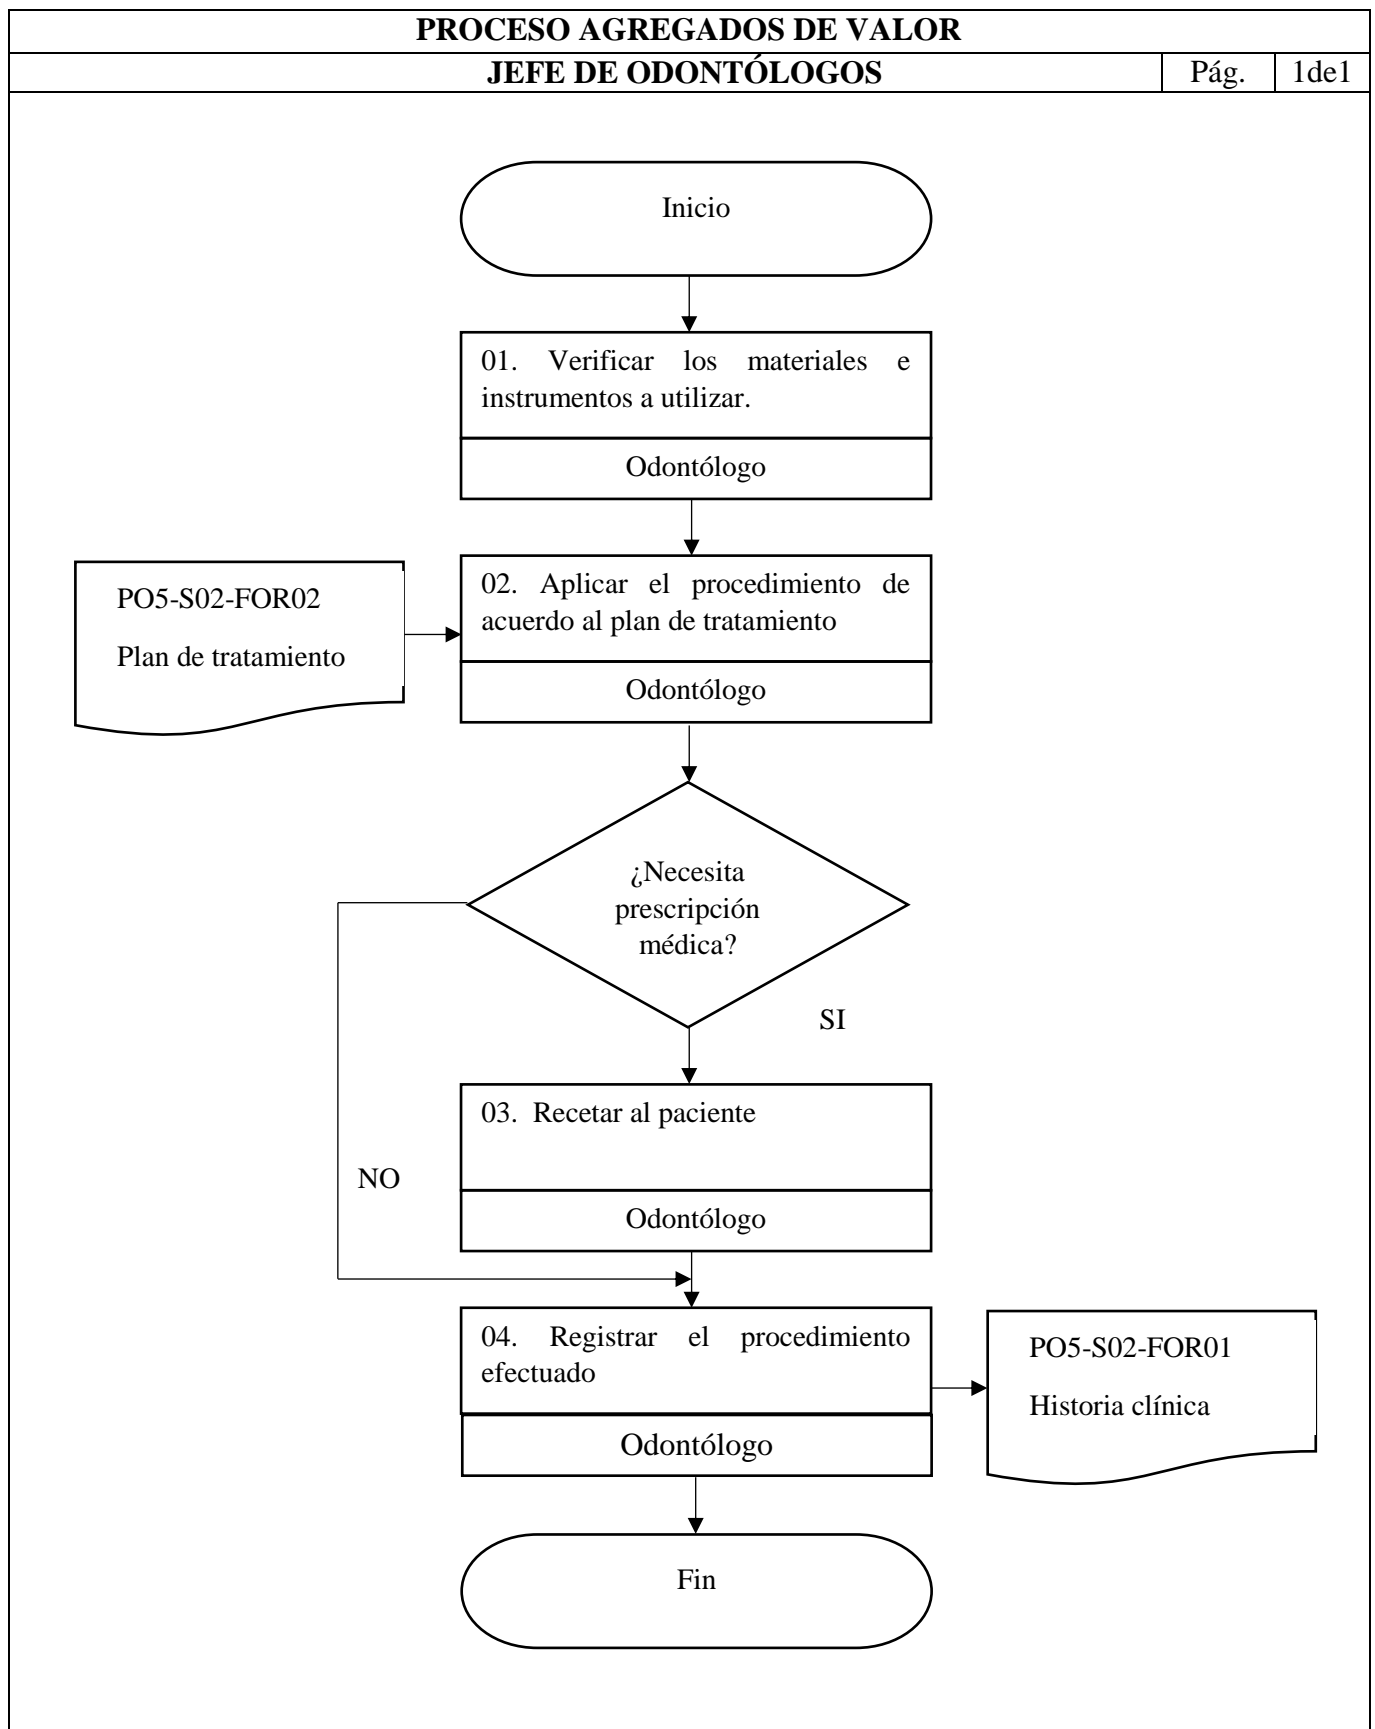 PROCESO AGREGADOS DE VALOR
JEFE DE ODONTÓLOGOS
Pág.
1de1
Inicio
01. Verificar los materiales e
instrumentos a utilizar.
Odontólogo
PO5-S02-FOR02
Plan de tratamiento
02. Aplicar el procedimiento de
acuerdo al plan de tratamiento
Odontólogo
¿Necesita
prescripción
médica?
SI
03. Recetar al paciente
NO
Odontólogo
04. Registrar el procedimiento
efectuado
Odontólogo
PO5-S02-FOR01
Historia clínica
Fin